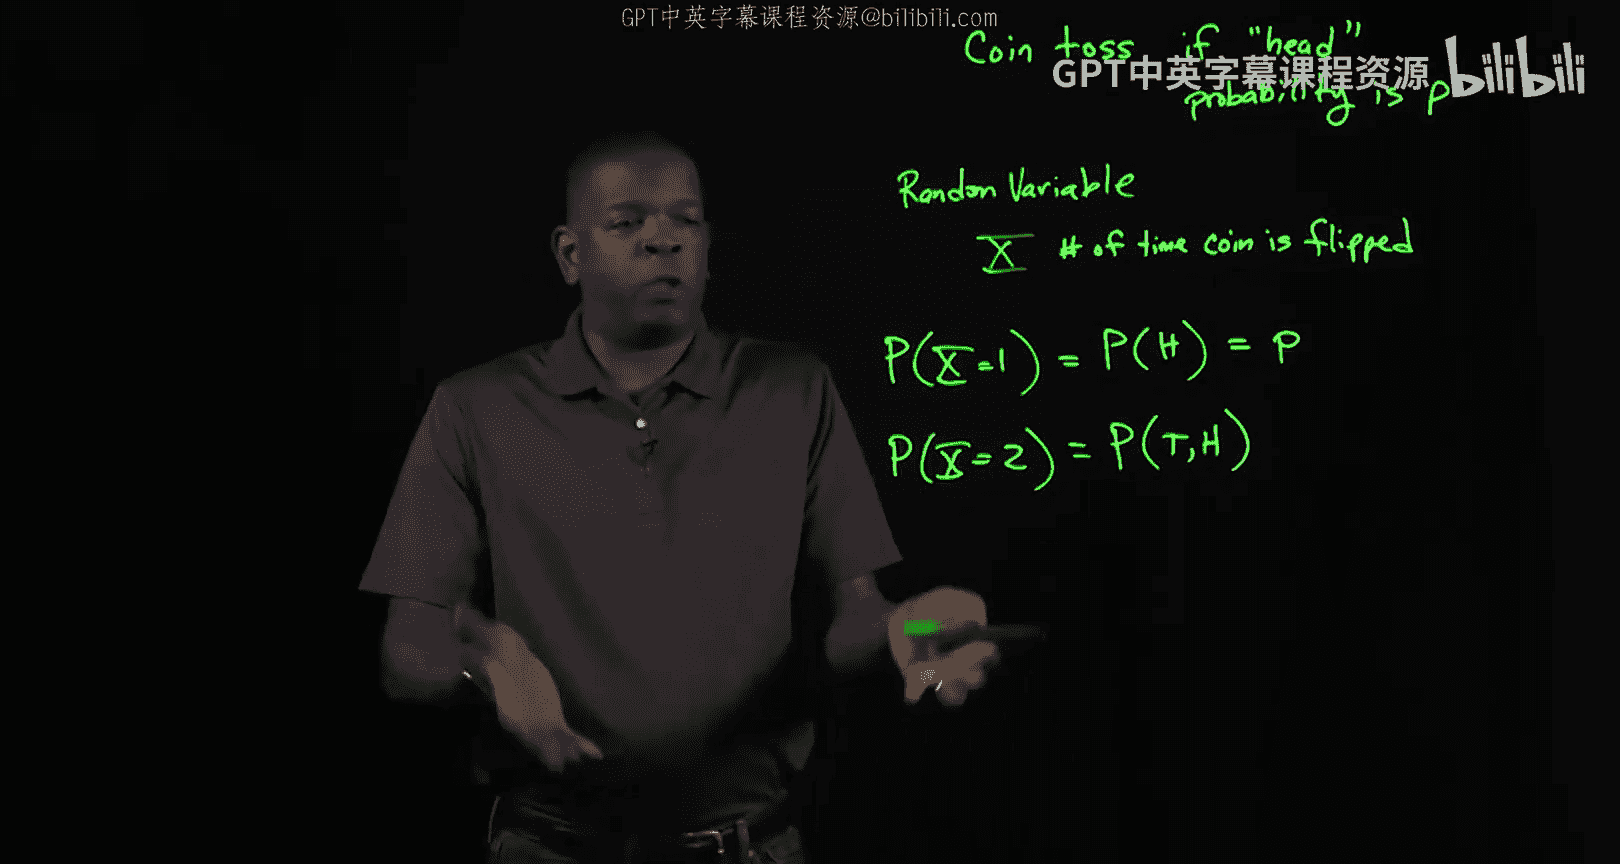 GPT中英字幕课程资源@bilibili.com
Coin toss if "head"
GPT中英字幕课程资源 bilibili
probability is p
Random Variable
X # of time coin is flipped
P(X=1) = P(H) = p
P(X=2) = P(T,H)